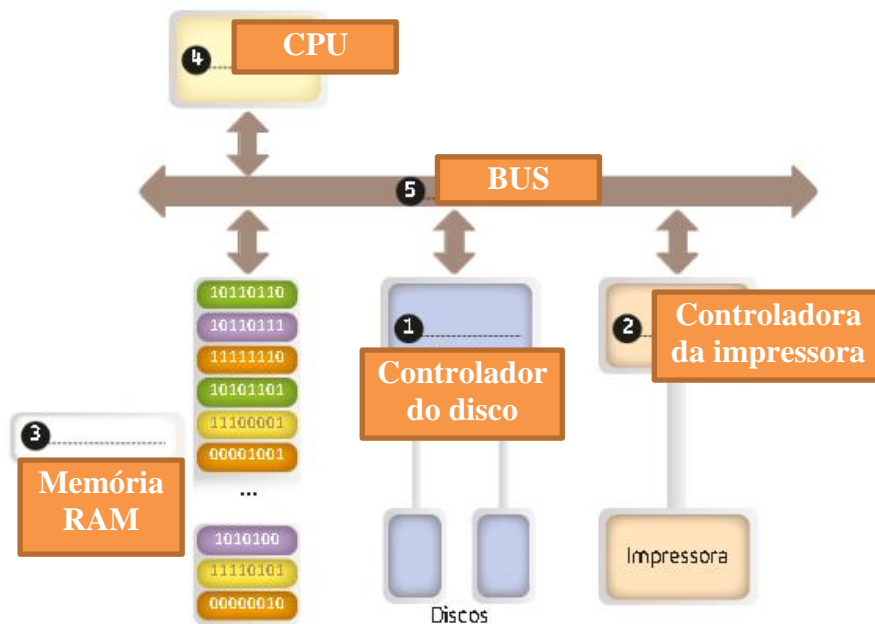 4 CPU
5 BUS
10110110
10110111
11111110
10101101
11100001
00001001
...
1010100
11110101
00000010
3
Memória
RAM
1
Controlador
do disco
Discos
2
Controladora
da impressora
Impressora